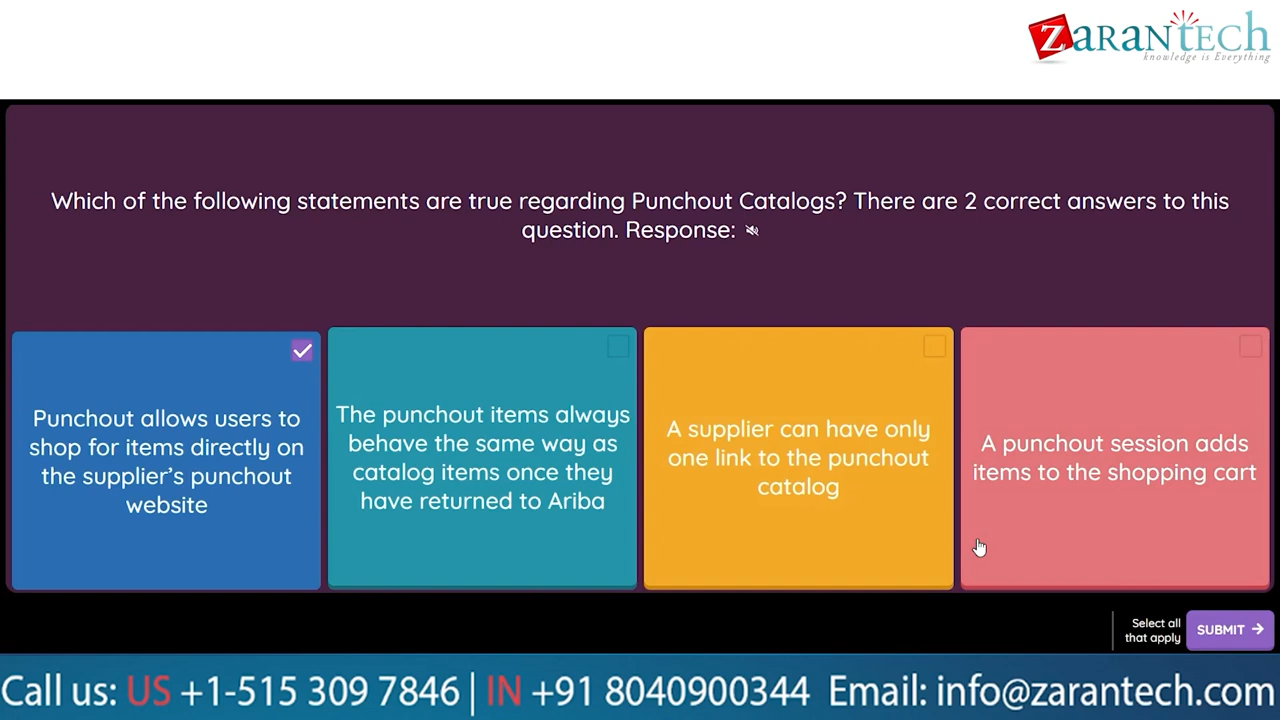 ZARANTECH
knowledge is Everything
Which of the following statements are true regarding Punchout Catalogs? There are 2 correct answers to this
question. Response:
Punchout allows users to
shop for items directly on
the supplier's punchout
website
The punchout items always
behave the same way as
catalog items once they
have returned to Ariba
A supplier can have only
one link to the punchout
catalog
A punchout session adds
items to the shopping cart
Select all
that apply
SUBMIT →
Call us: US +1-515 309 7846 | IN +91 8040900344 Email: info@zarantech.com